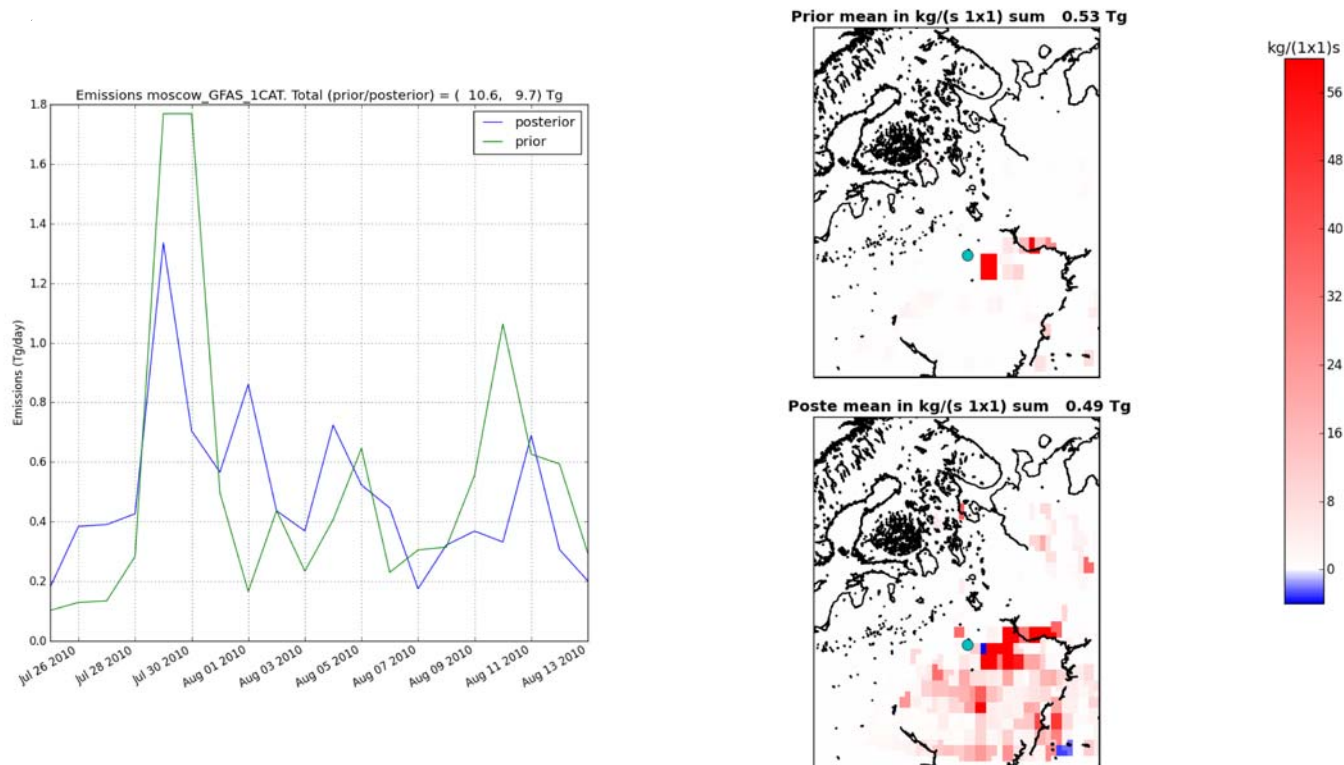 Emissions moscow_GFAS_1CAT. Total (prior/posterior) = ( 10.6, 9.7) Tg
posterior
prior
Emissions (Tg/day)
1.8
1.6
1.4
1.2
1.0
0.8
0.6
0.4
0.2
0.0
Jul 26 2010
Jul 28 2010
Jul 30 2010
Aug 01 2010
Aug 03 2010
Aug 05 2010
Aug 07 2010
Aug 09 2010
Aug 11 2010
Aug 13 2010
Prior mean in kg/(s 1x1) sum 0.53 Tg
Poste mean in kg/(s 1x1) sum 0.49 Tg
kg/(1x1)s
56
48
40
32
24
16
8
0